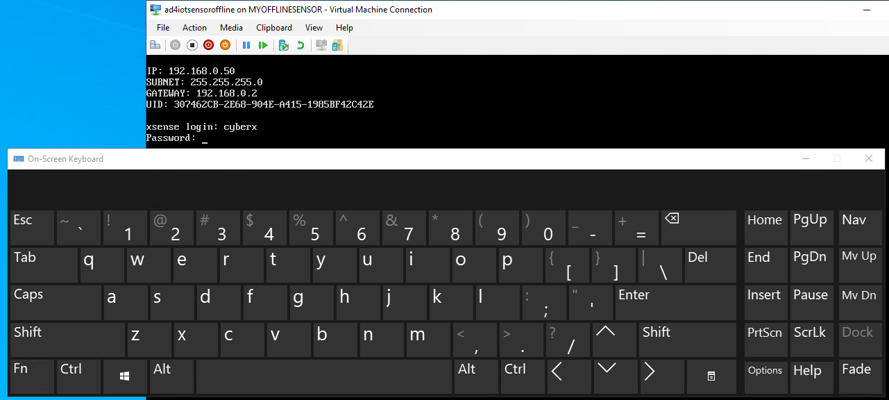 ad4iotsensoroffline on MYOFFLINESENSOR - Virtual Machine Connection
File Action Media Clipboard View Help
IP: 192.168.0.50
SUBNET: 255.255.255.0
GATEWAY: 192.168.0.2
UID: 307462CB-2E68-904E-A415-1985BF42C42E
xsense login: cyberx
Password: _
On-Screen Keyboard
Esc ~ ` ! 1 @ 2 # 3 $ 4 % 5 ^ 6 & 7 * 8 ( 9 ) 0 _ - + = Home PgUp Nav
Tab q w e r t y u i o p { [ } ] | \ Del End PgDn Mv Up
Caps a s d f g h j k l : ; " ' Enter Insert Pause Mv Dn
Shift z x c v b n m < , > . ? / Shift PrtScn ScrLk Dock
Fn Ctrl Alt Alt Ctrl Options Help Fade